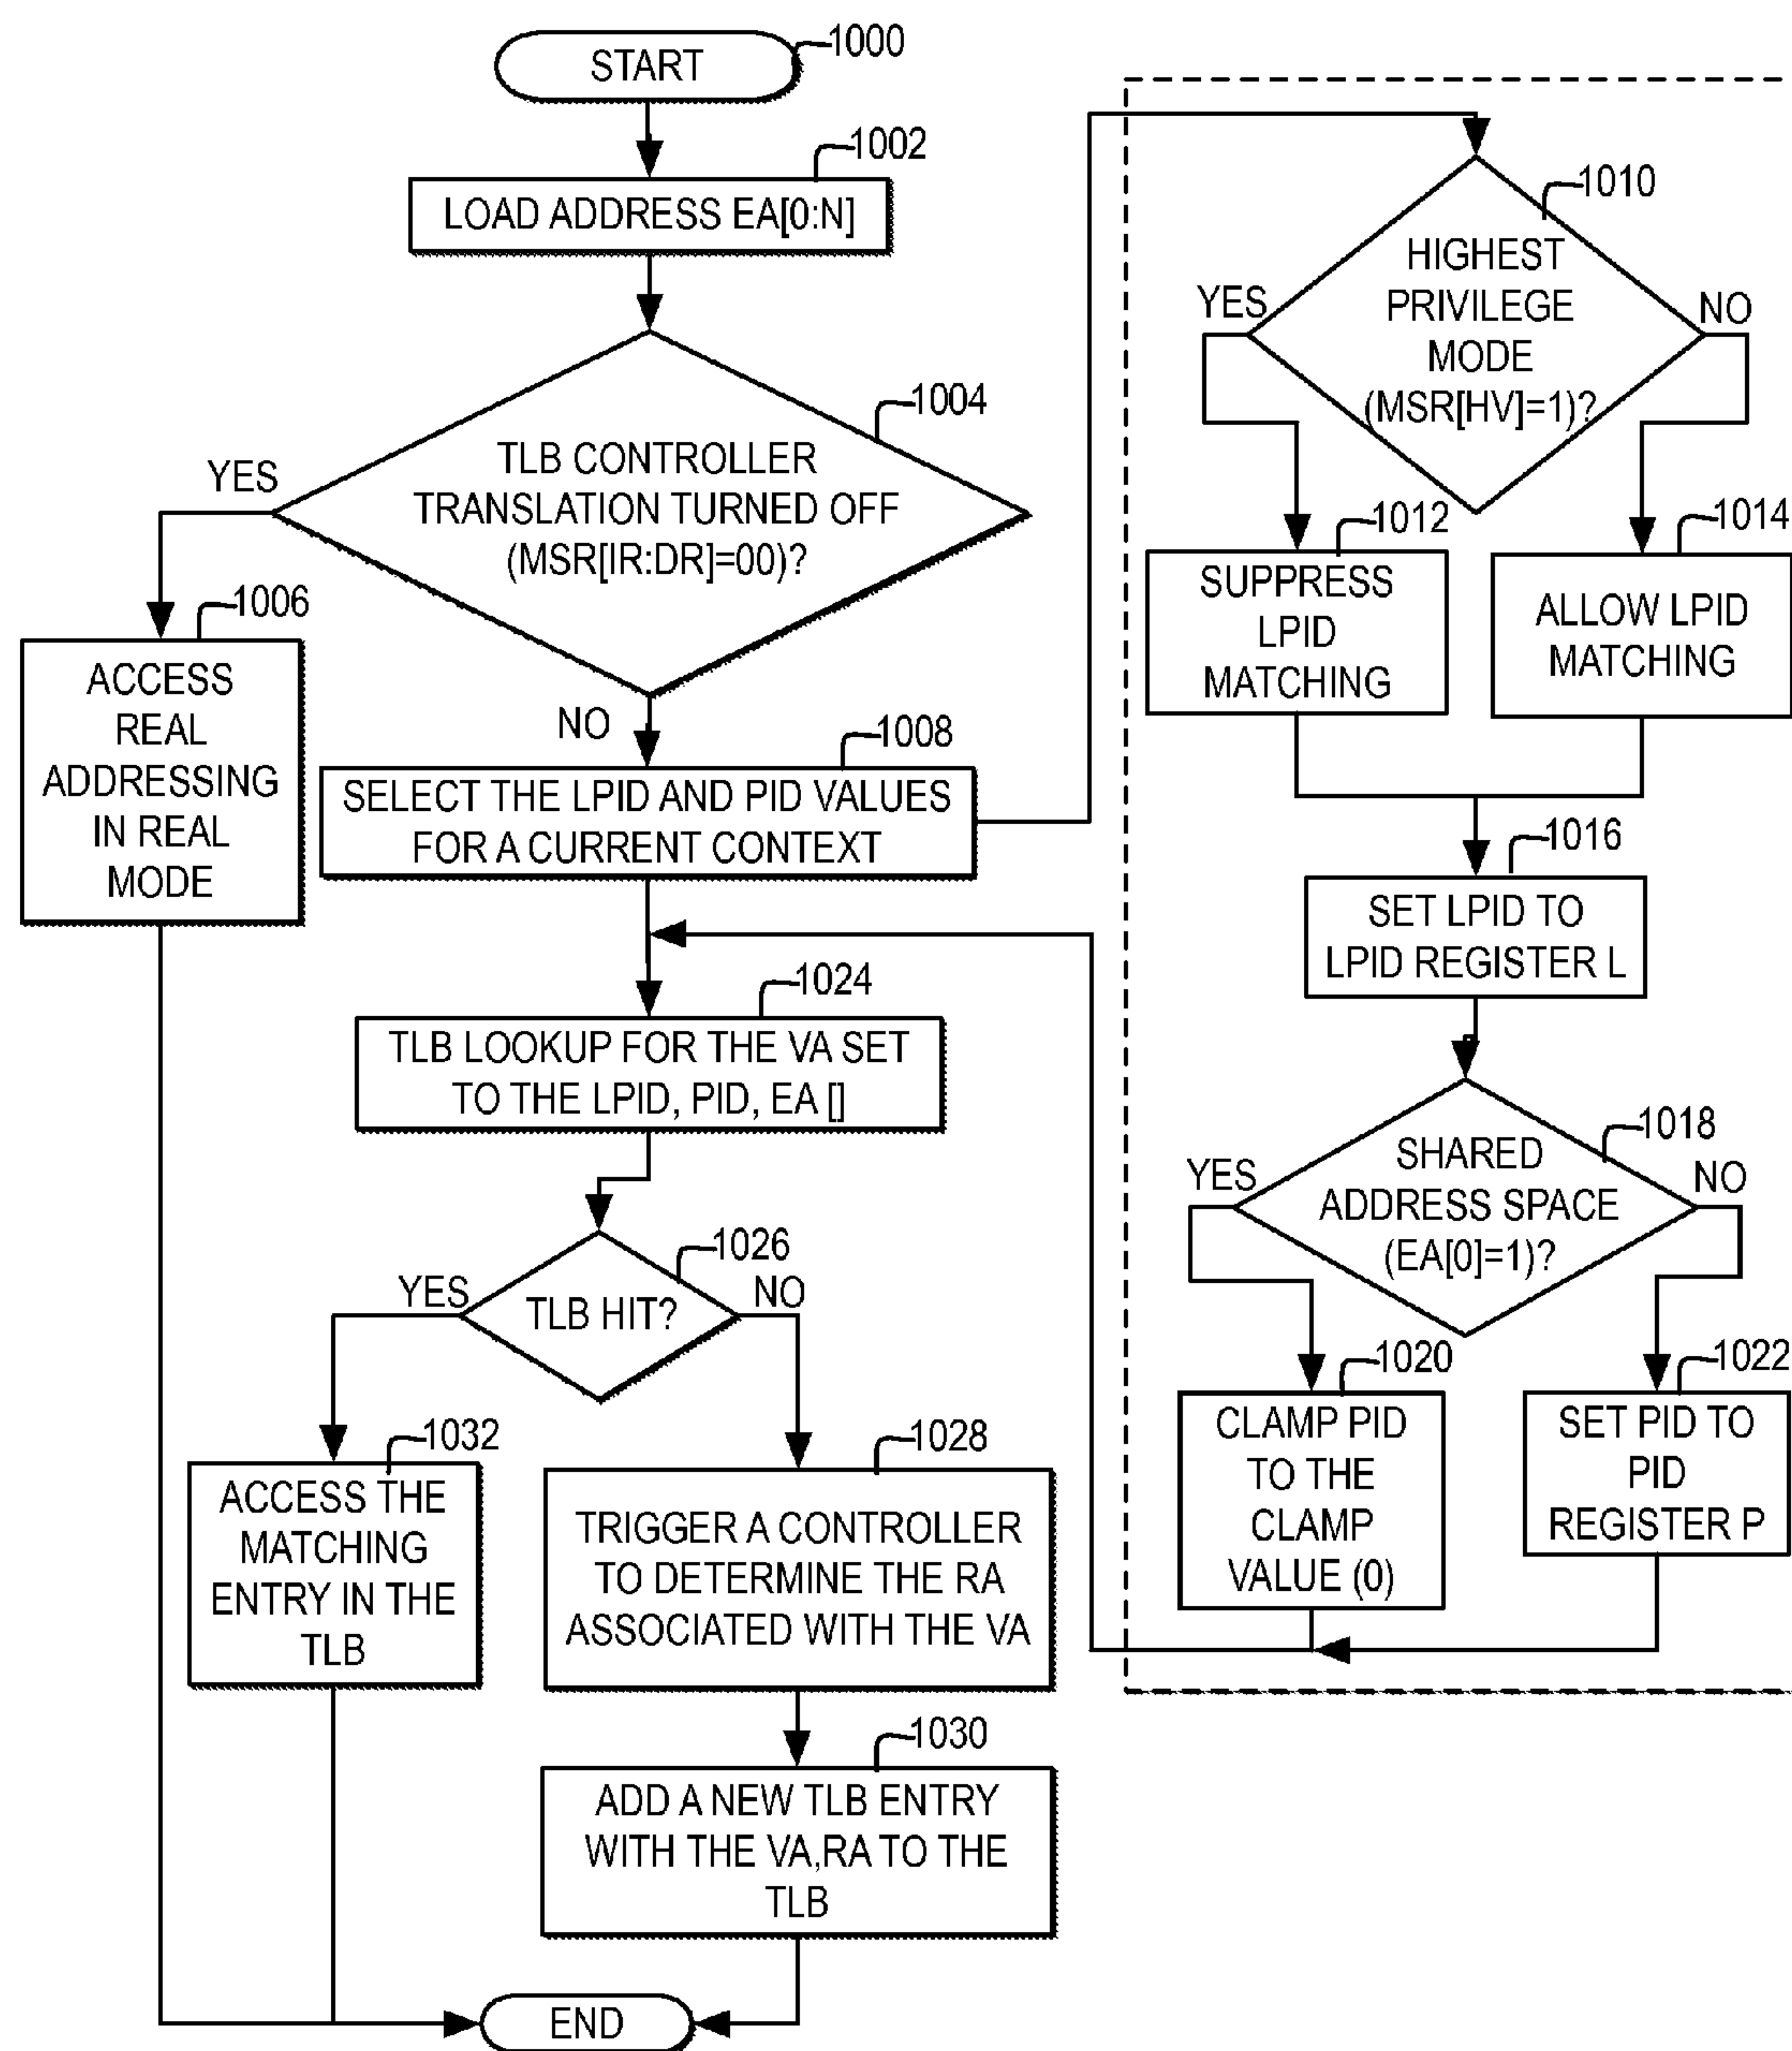 START
1000
1002
LOAD ADDRESS EA[0:N]
1004
TLB CONTROLLER
TRANSLATION TURNED OFF
(MSR[IR:DR]=00)?
YES
NO
1006
ACCESS
REAL
ADDRESSING
IN REAL
MODE
1008
SELECT THE LPID AND PID VALUES
FOR A CURRENT CONTEXT
1010
HIGHEST
PRIVILEGE
MODE
(MSR[HV]=1)?
YES
NO
1012
SUPPRESS
LPID
MATCHING
1014
ALLOW LPID
MATCHING
1016
SET LPID TO
LPID REGISTER L
1018
SHARED
ADDRESS SPACE
(EA[0]=1)?
YES
NO
1020
CLAMP PID
TO THE
CLAMP
VALUE (0)
1022
SET PID TO
PID
REGISTER P
1024
TLB LOOKUP FOR THE VA SET
TO THE LPID, PID, EA []
1026
TLB HIT?
YES
NO
1032
ACCESS THE
MATCHING
ENTRY IN THE
TLB
1028
TRIGGER A CONTROLLER
TO DETERMINE THE RA
ASSOCIATED WITH THE VA
1030
ADD A NEW TLB ENTRY
WITH THE VA,RA TO THE
TLB
END